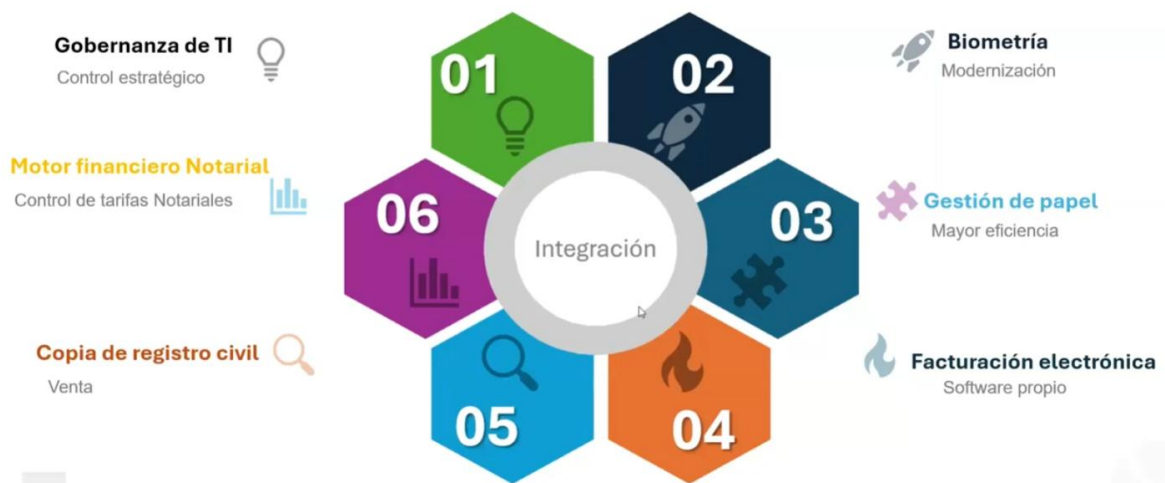 Gobernanza de TI
Control estratégico
01
02
Biometría
Modernización
Motor financiero Notarial
Control de tarifas Notariales
06
Integración
03
Gestión de papel
Mayor eficiencia
Copia de registro civil
Venta
05
04
Facturación electrónica
Software propio